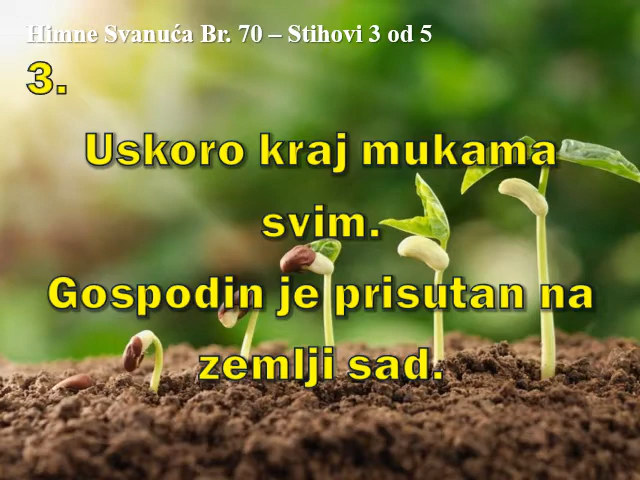 Himne Svanuća Br. 70 – Stihovi 3 od 5
3.
Uskoro kraj mukama
svim.
Gospodin je prisutan na
zemlji sad.